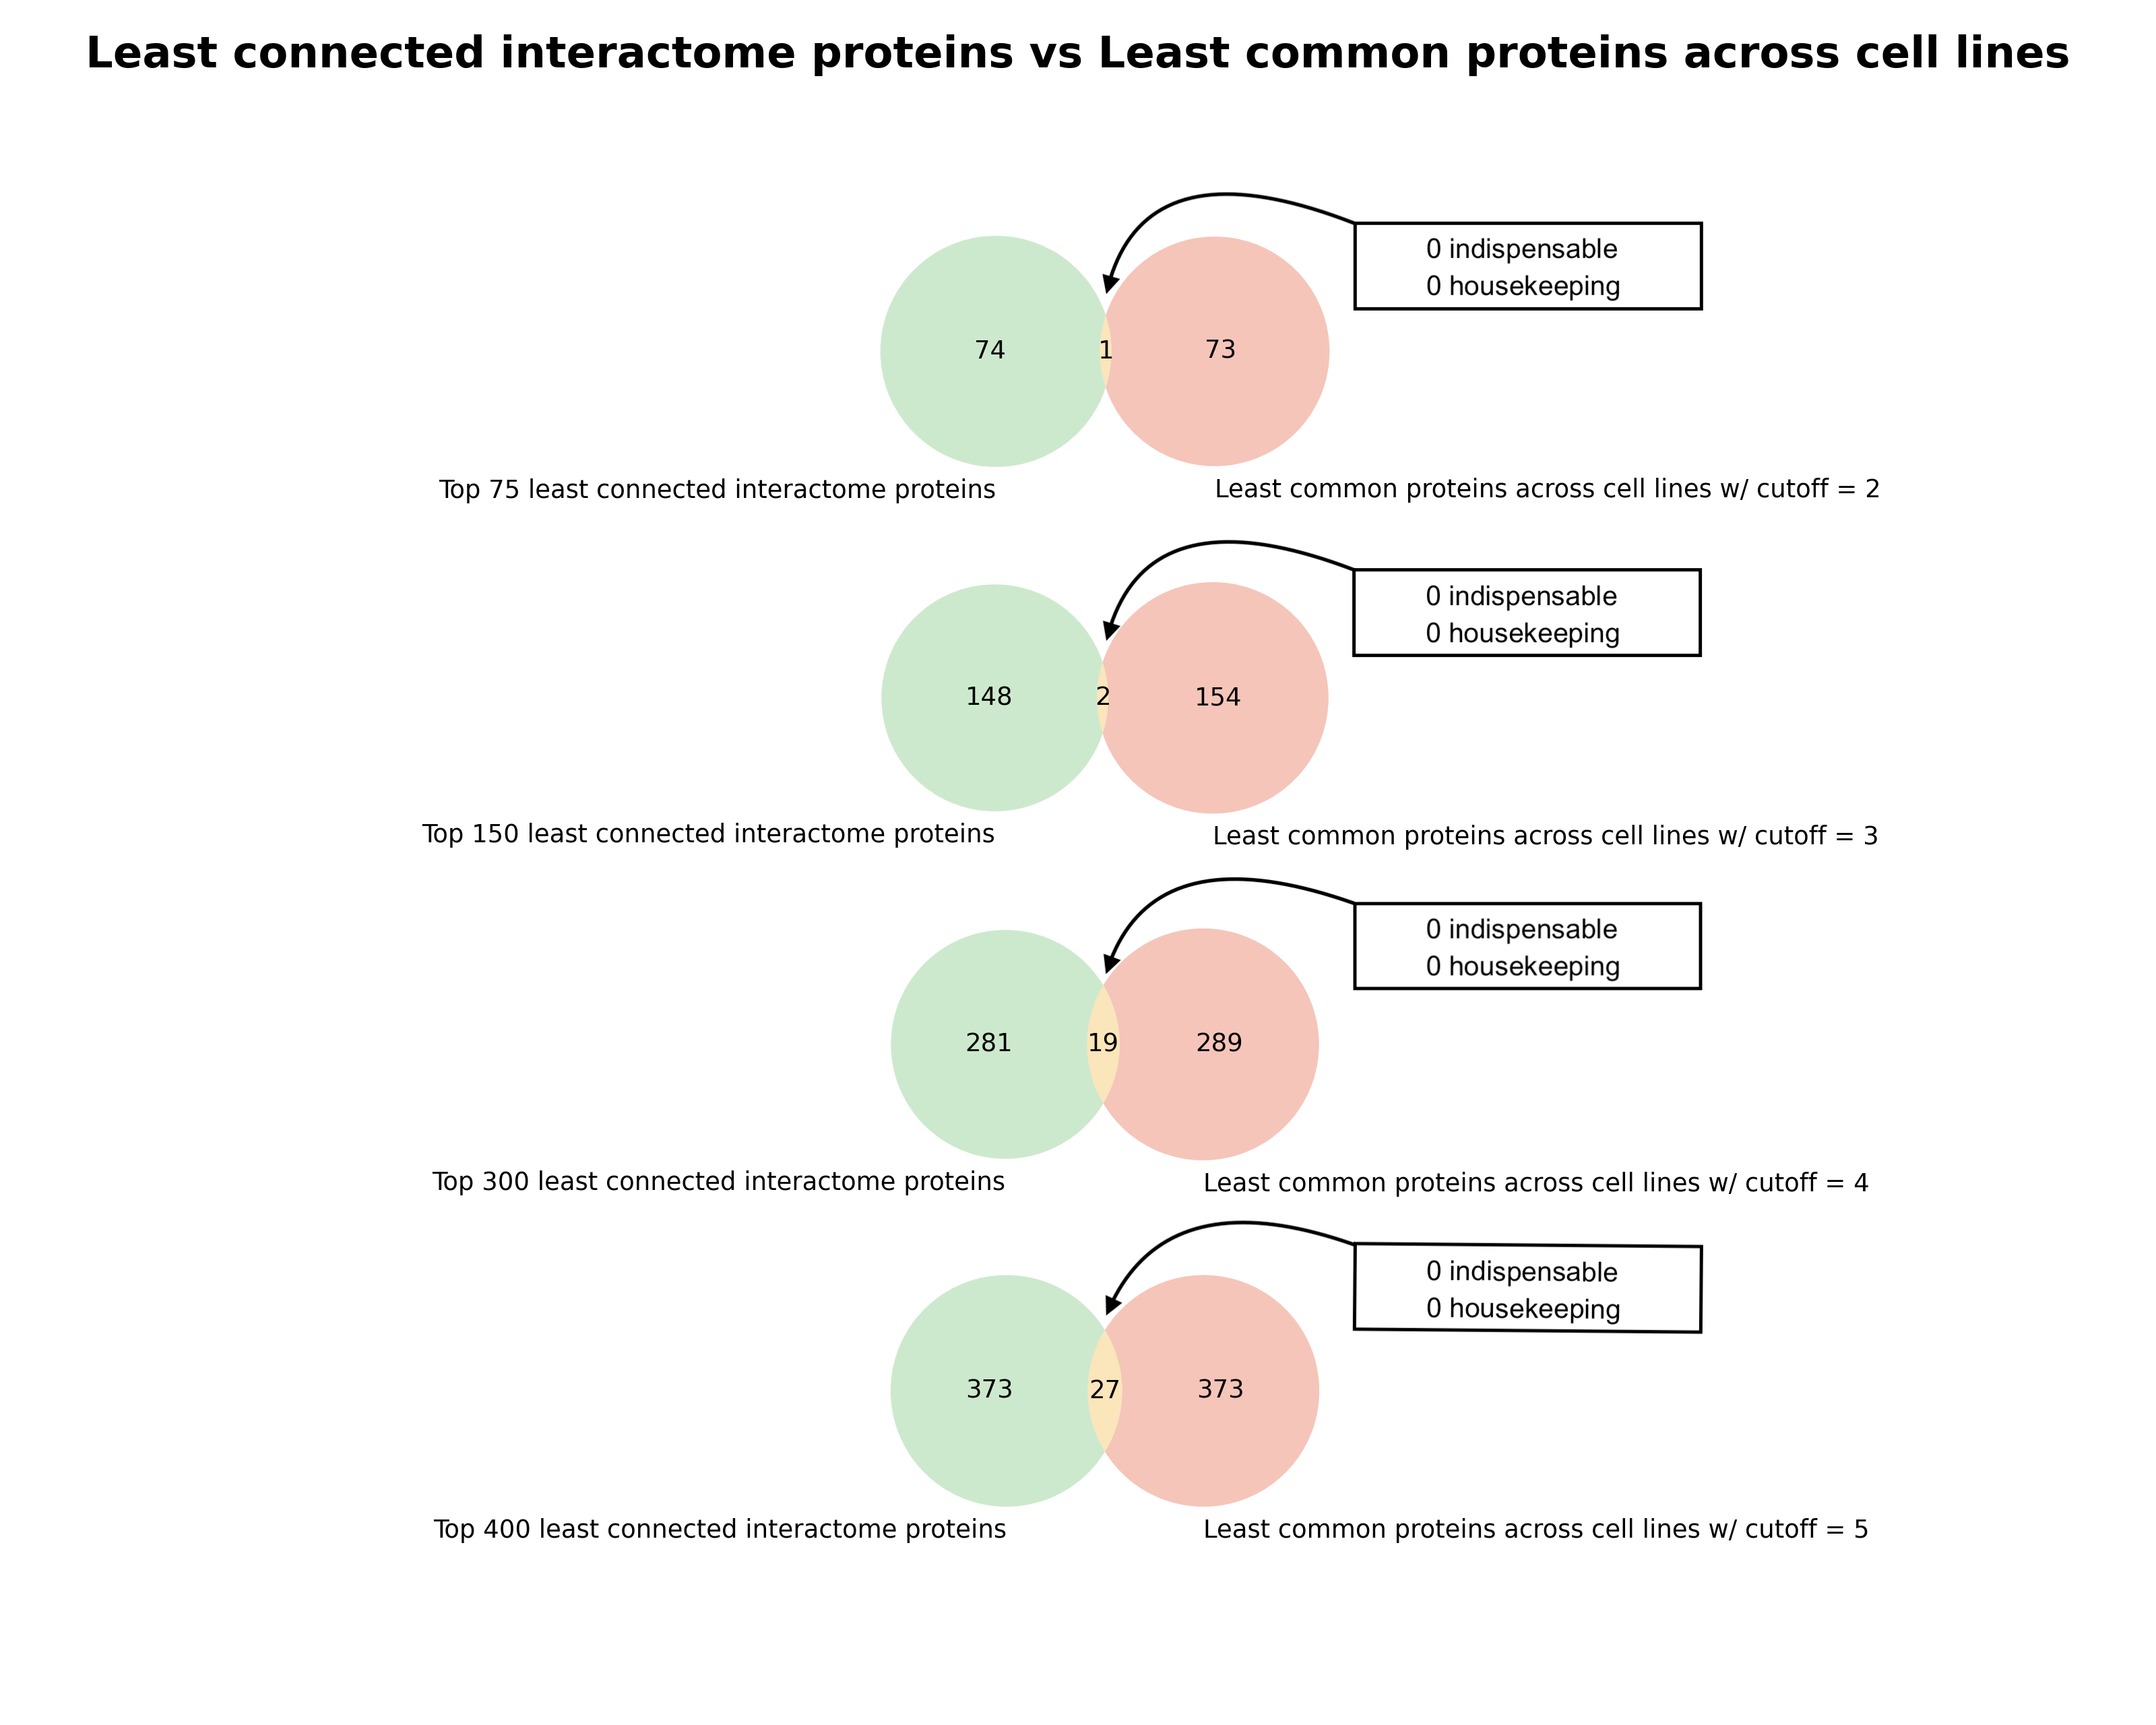 Least connected interactome proteins vs Least common proteins across cell lines
0 indispensable
0 housekeeping
74
1
73
Top 75 least connected interactome proteins
Least common proteins across cell lines w/ cutoff = 2
0 indispensable
0 housekeeping
148
2
154
Top 150 least connected interactome proteins
Least common proteins across cell lines w/ cutoff = 3
0 indispensable
0 housekeeping
281
19
289
Top 300 least connected interactome proteins
Least common proteins across cell lines w/ cutoff = 4
0 indispensable
0 housekeeping
373
27
373
Top 400 least connected interactome proteins
Least common proteins across cell lines w/ cutoff = 5